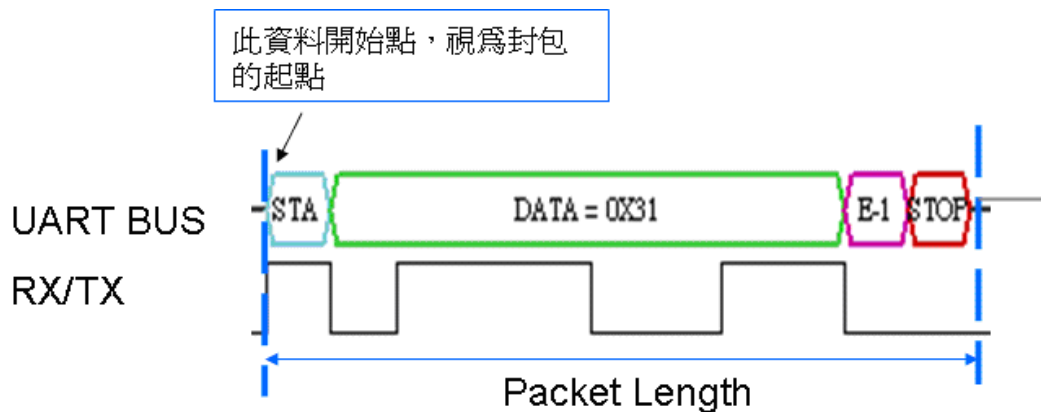 此資料開始點，視為封包
的起點
UART BUS
STA
DATA = 0X31
E-1
STOP
RX/TX
Packet Length